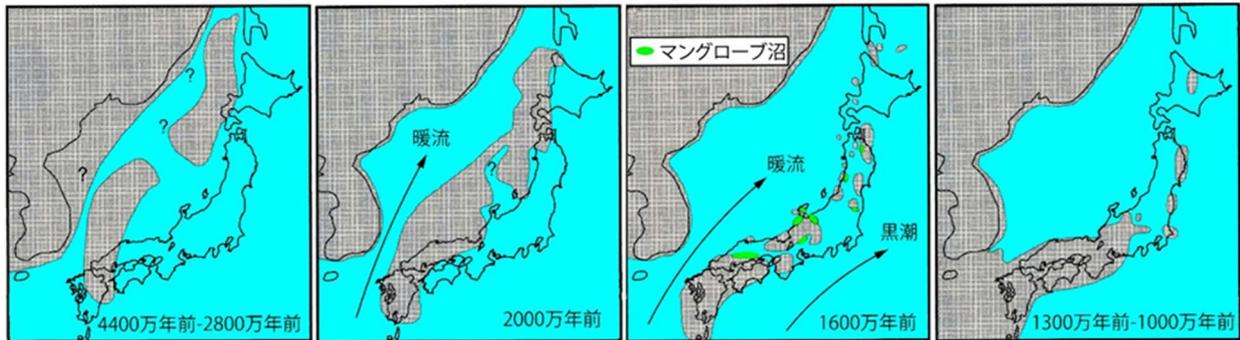 ?
?
?
4400万年前-2800万年前
暖流
?
2000万年前
マングローブ沼
暖流
黒潮
1600万年前
1300万年前-1000万年前